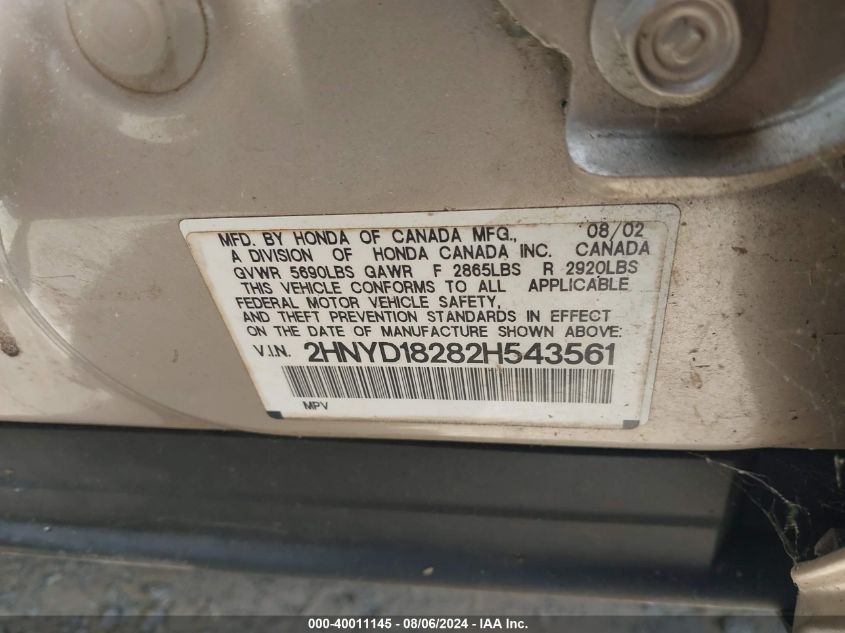 MFD. BY HONDA OF CANADA MFG., 08/02
A DIVISION OF HONDA CANADA INC. CANADA
GVWR 5690LBS GAWR F 2865LBS R 2920LBS
THIS VEHICLE CONFORMS TO ALL APPLICABLE
FEDERAL MOTOR VEHICLE SAFETY,
AND THEFT PREVENTION STANDARDS IN EFFECT
ON THE DATE OF MANUFACTURE SHOWN ABOVE:
V.I.N. 2HNYD18282H543561
MPV
000-40011145 - 08/06/2024 - IAA Inc.